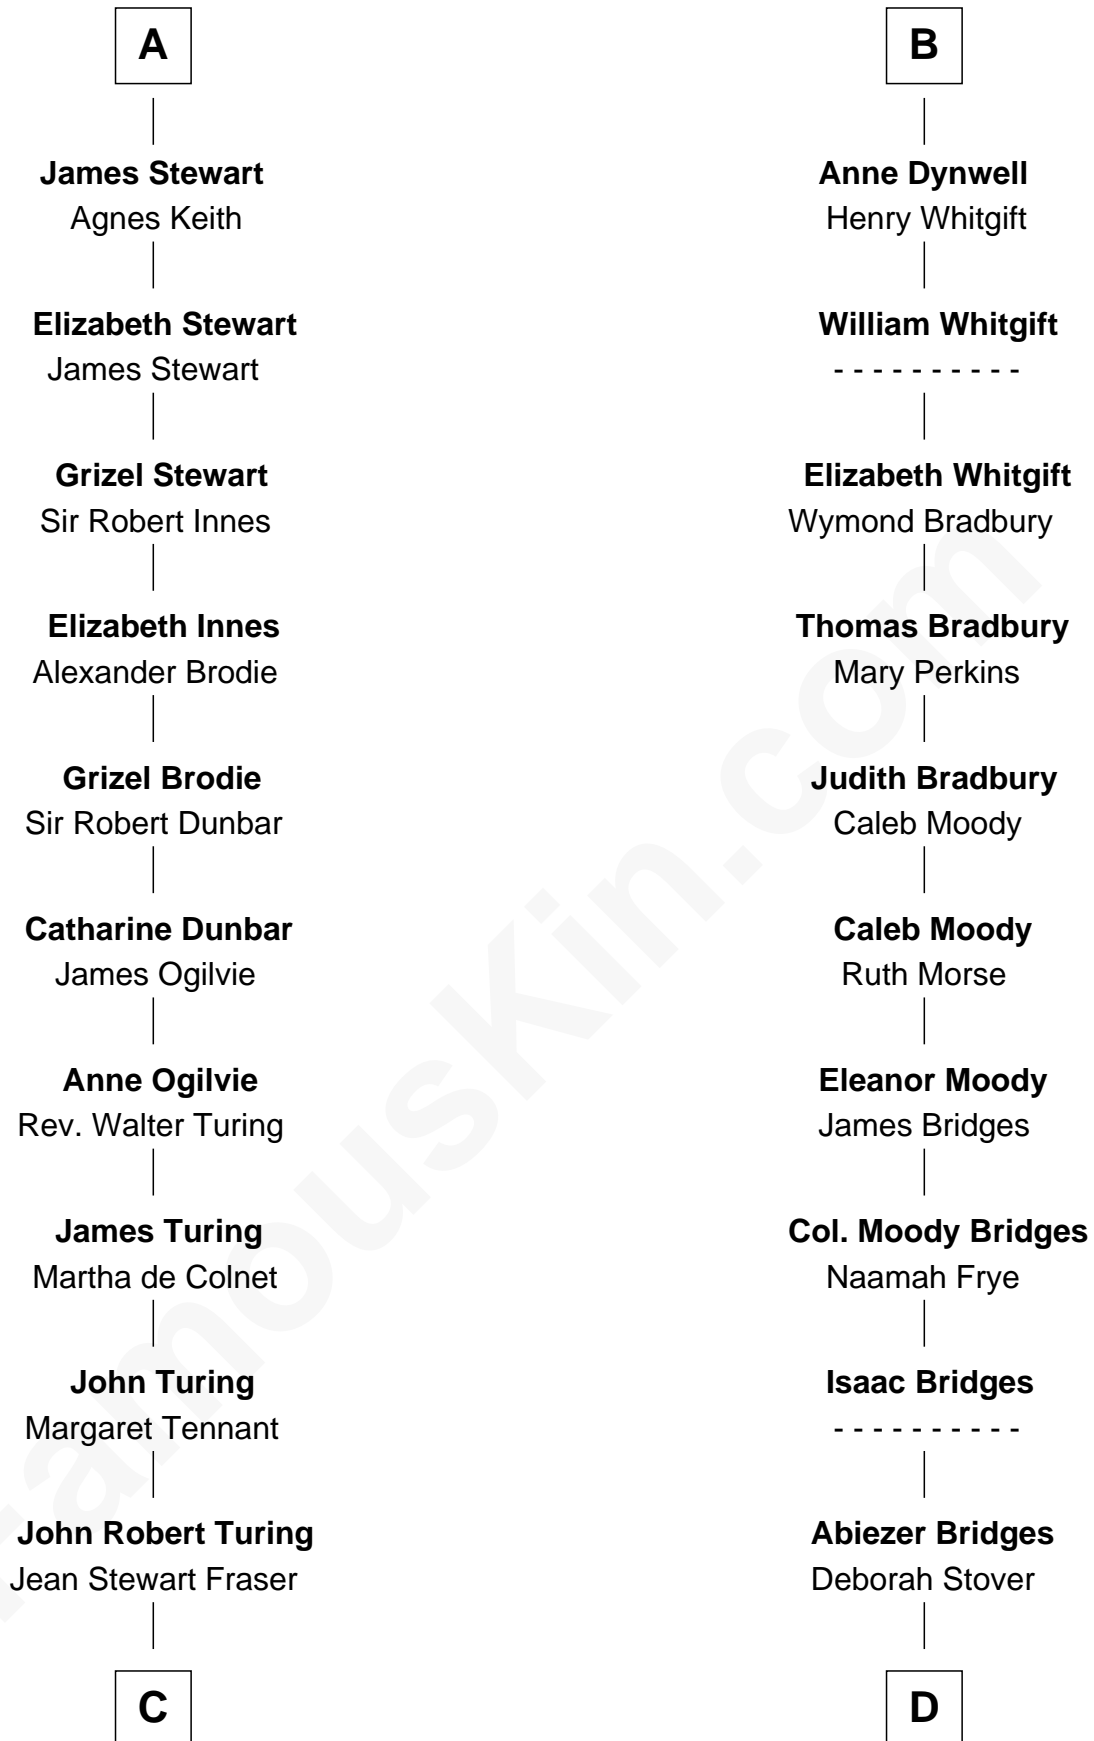 A
James Stewart
Agnes Keith
Elizabeth Stewart
James Stewart
Grizel Stewart
Sir Robert Innes
Elizabeth Innes
Alexander Brodie
Grizel Brodie
Sir Robert Dunbar
Catharine Dunbar
James Ogilvie
Anne Ogilvie
Rev. Walter Turing
James Turing
Martha de Colnet
John Turing
Margaret Tennant
John Robert Turing
Jean Stewart Fraser
C
B
Anne Dynwell
Henry Whitgift
William Whitgift
- - - - - - - - - -
Elizabeth Whitgift
Wymond Bradbury
Thomas Bradbury
Mary Perkins
Judith Bradbury
Caleb Moody
Caleb Moody
Ruth Morse
Eleanor Moody
James Bridges
Col. Moody Bridges
Naamah Frye
Isaac Bridges
- - - - - - - - - -
Abiezer Bridges
Deborah Stover
D
FamousKin.com